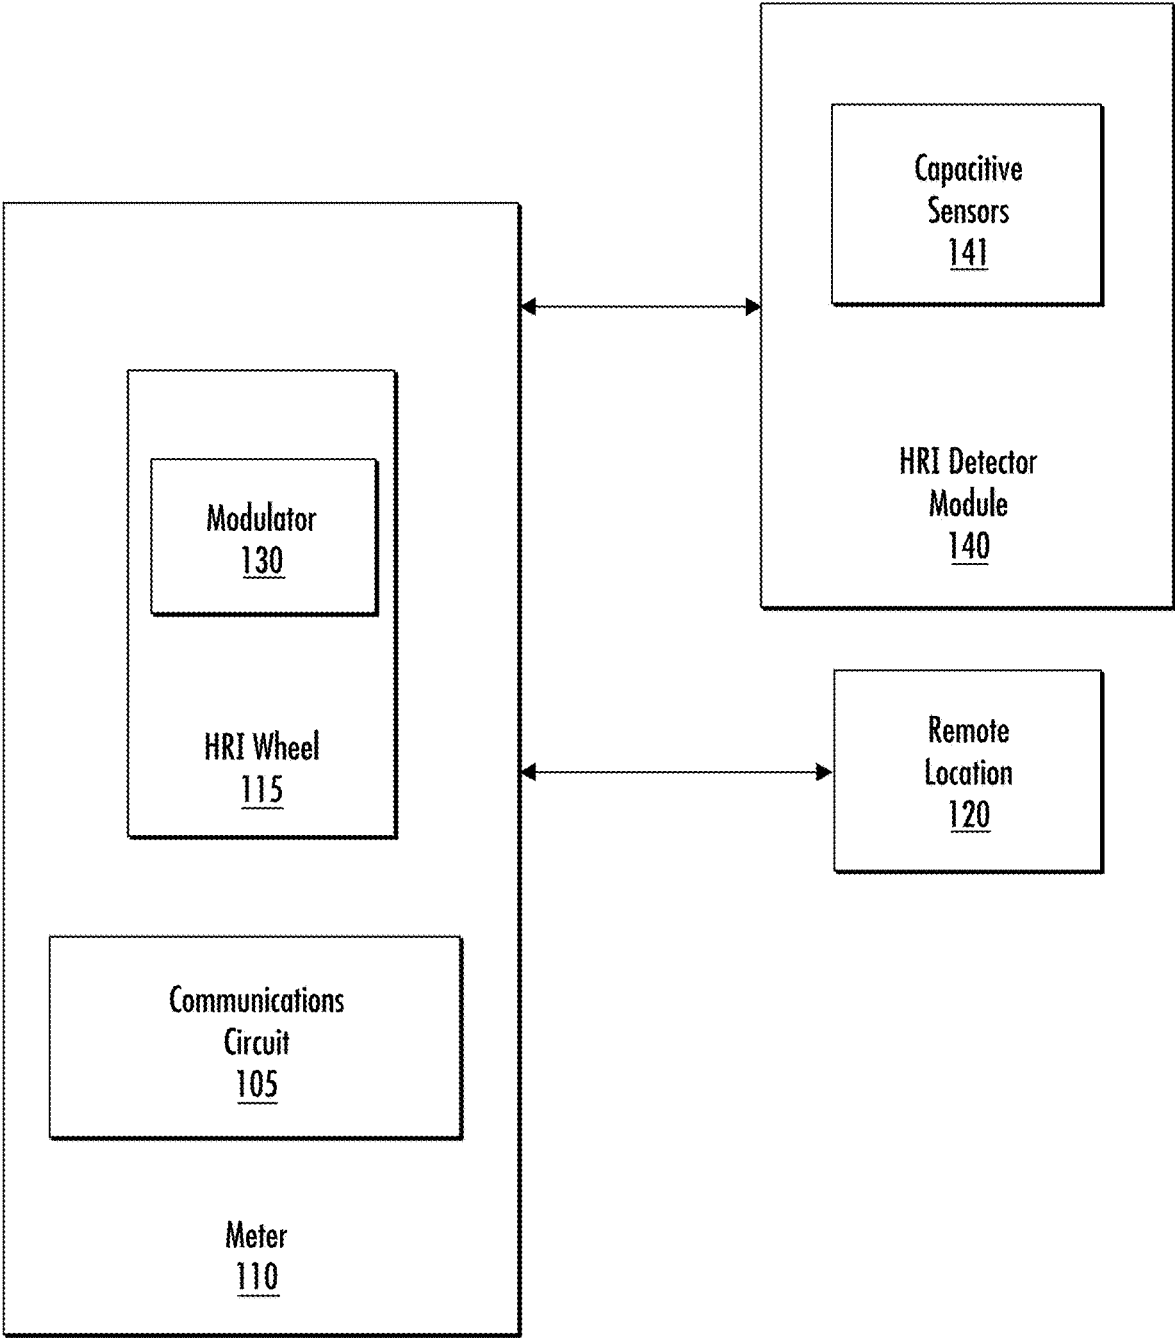 Capacitive
Sensors
141
HRI Detector
Module
140
Modulator
130
HRI Wheel
115
Remote
Location
120
Communications
Circuit
105
Meter
110